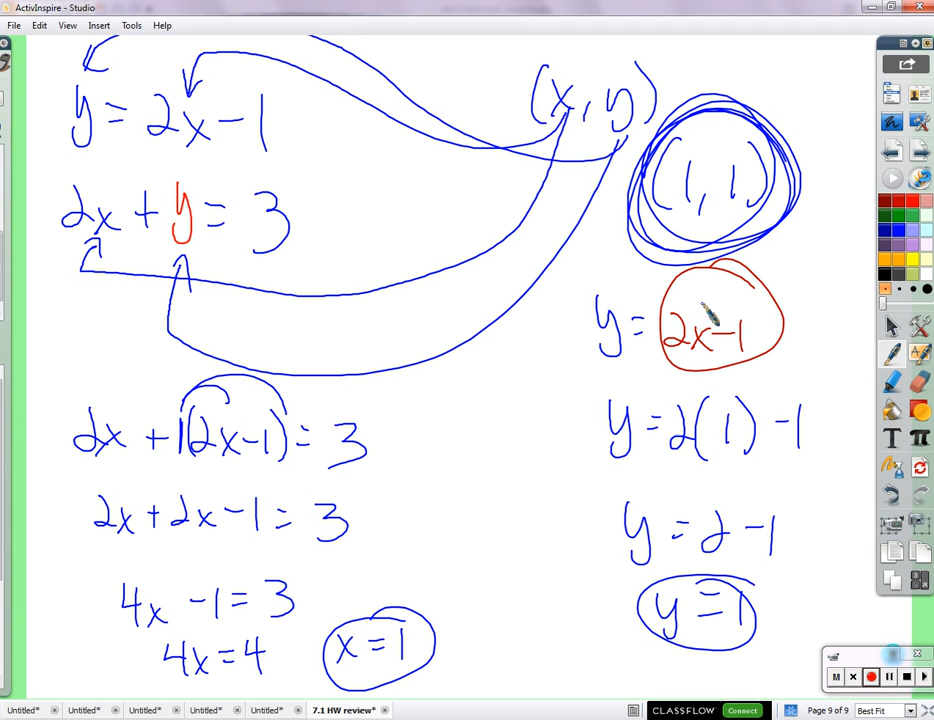 ActivInspire - Studio
File Edit View Insert Tools Help
y = 2x - 1
(x, y)
(1, 1)
2x + y = 3
y = 2x-1
2x + 1(2x-1) = 3
y = 2(1) - 1
2x + 2x - 1 = 3
y = 2 - 1
4x - 1 = 3
y = 1
4x = 4
x = 1
M
Untitled* Untitled* Untitled* Untitled* Untitled* 7.1 HW review*
CLASSFLOW Connect
Page 9 of 9
Best Fit